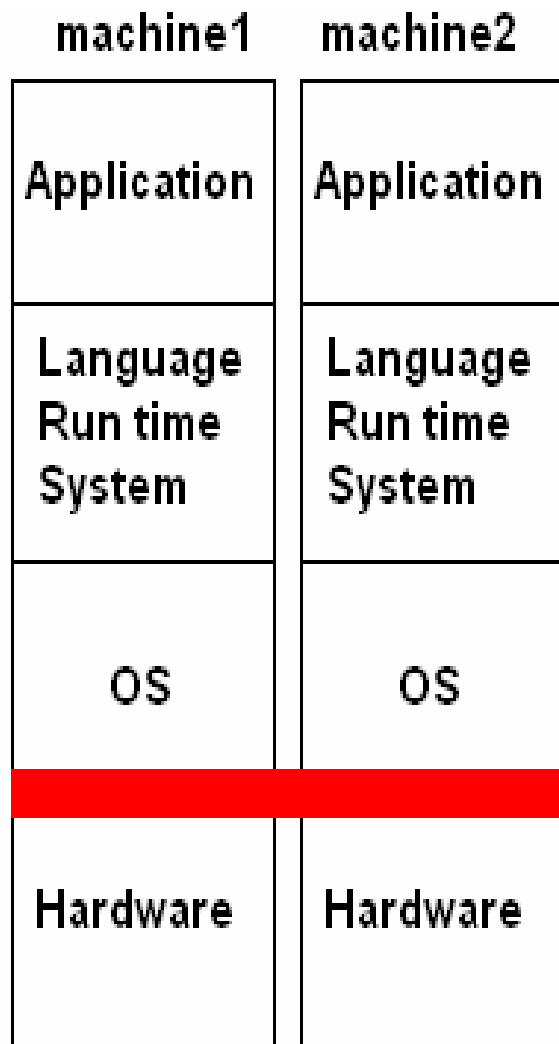 machine1 machine2
Application Application
Language Language
Run time Run time
System System
OS OS
Hardware Hardware